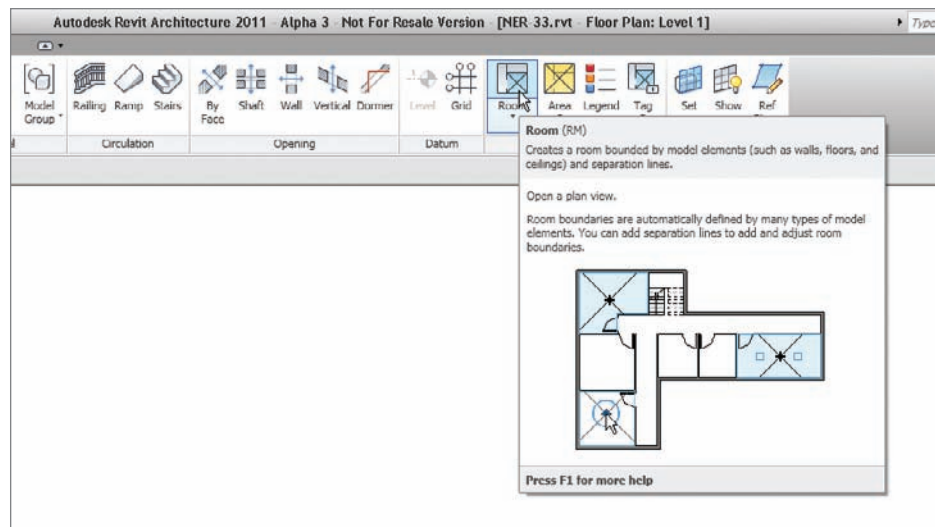 Autodesk Revit Architecture 2011 - Alpha 3 - Not For Resale Version - [NER-33.rvt - Floor Plan: Level 1]
Model Group
Railing Ramp Stairs
By Face
Shaft Wall Vertical Dormer
Level Grid
Room Area Legend Tag
Set Show Ref
Circulation Opening Datum
Room (RM)
Creates a room bounded by model elements (such as walls, floors, and
ceilings) and separation lines.
Open a plan view.
Room boundaries are automatically defined by many types of model
elements. You can add separation lines to add and adjust room
boundaries.
Press F1 for more help